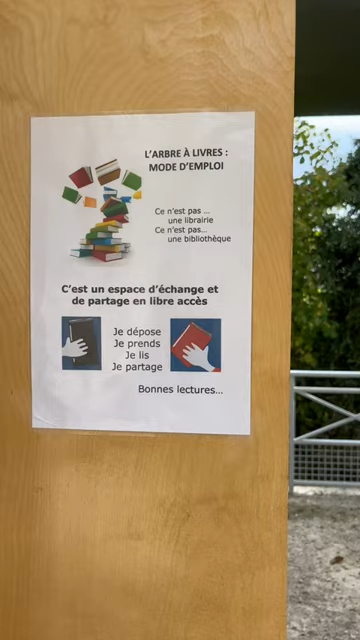 L'ARBRE À LIVRES :
MODE D'EMPLOI
Ce n'est pas ...
une librairie
Ce n'est pas...
une bibliothèque
C'est un espace d'échange et
de partage en libre accès
Je dépose
Je prends
Je lis
Je partage
Bonnes lectures...